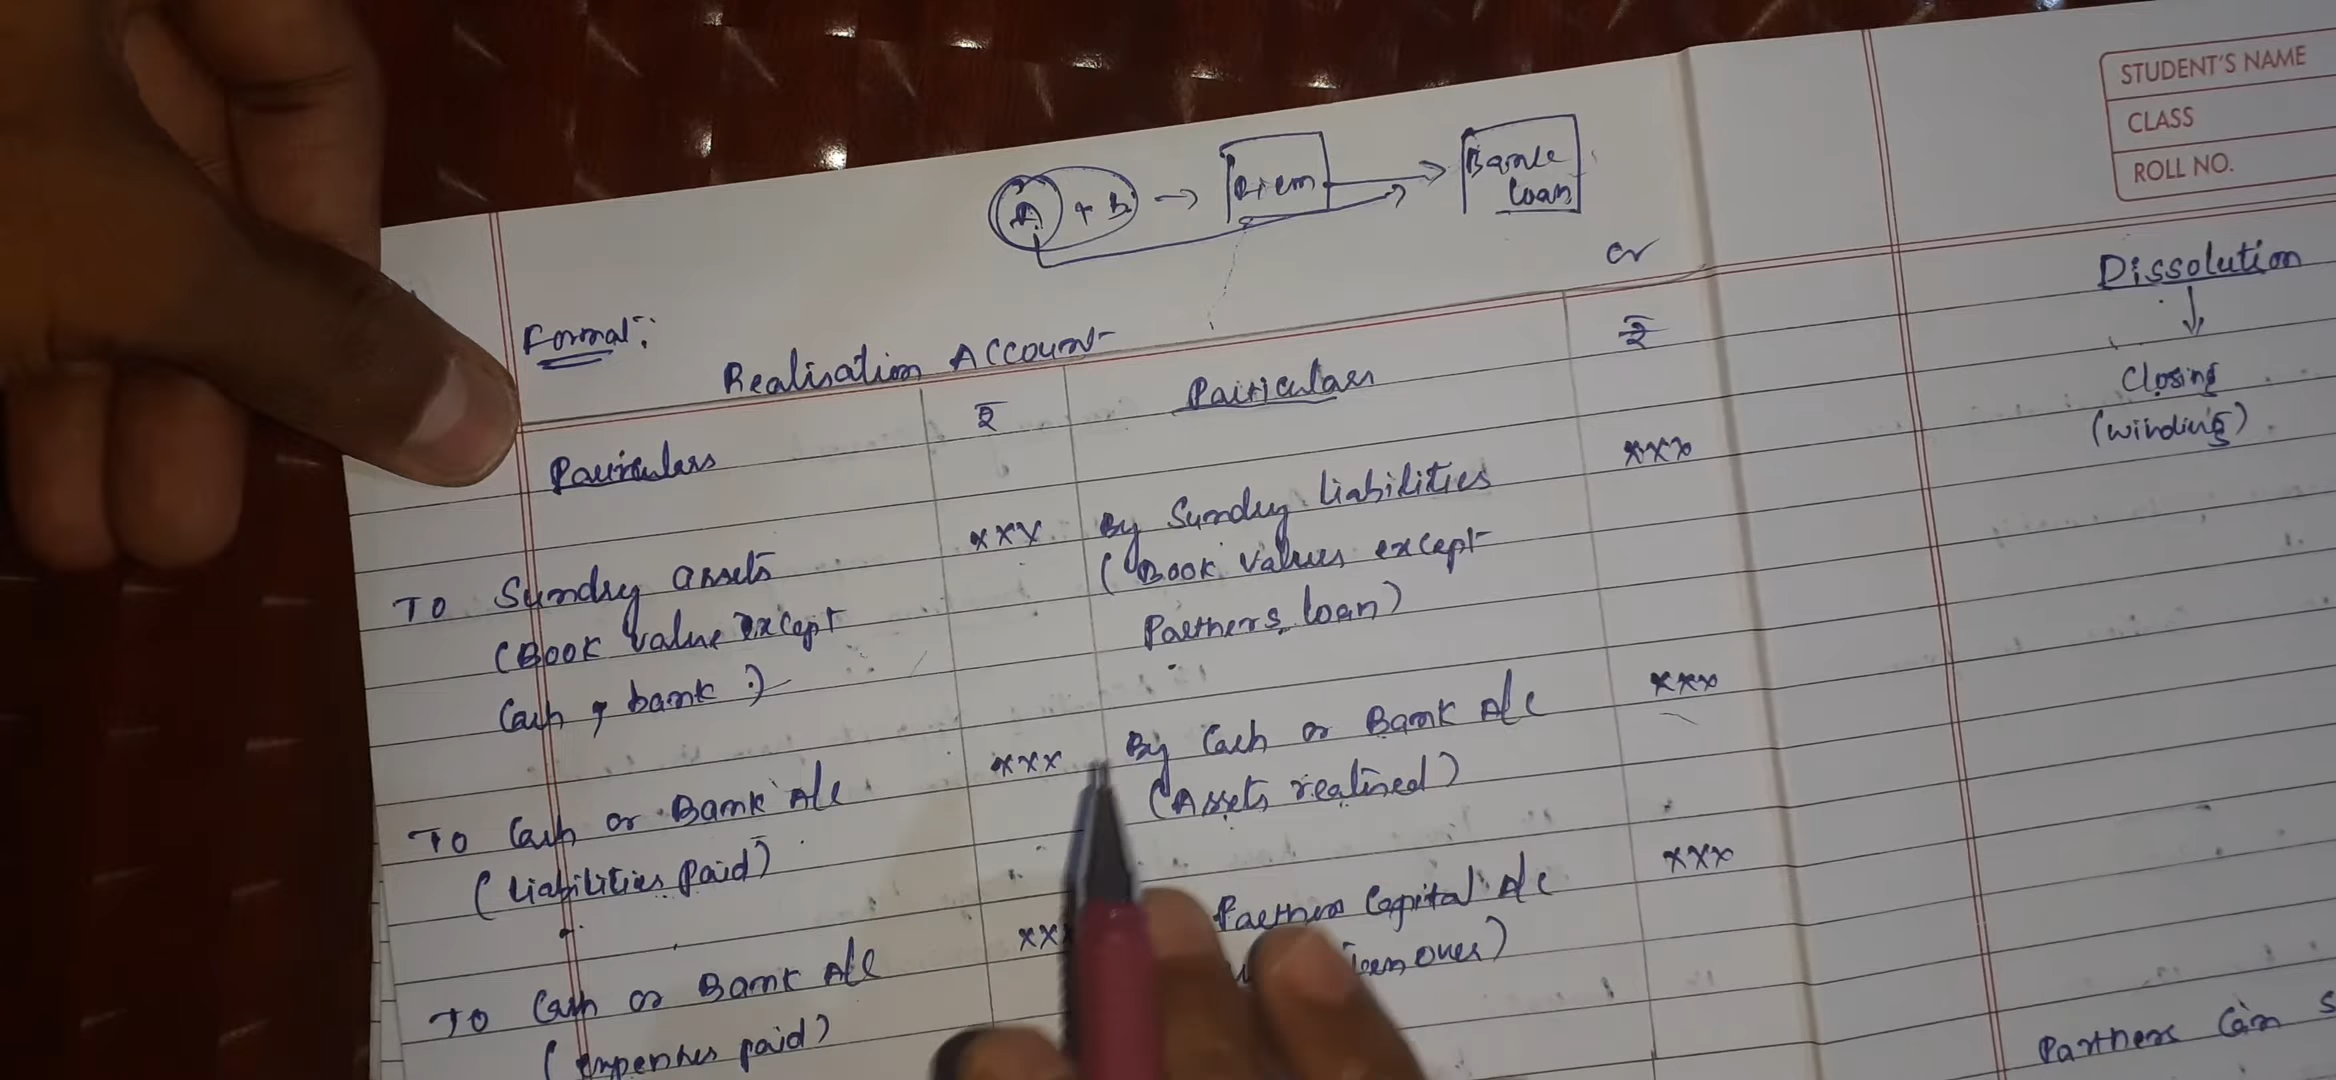 STUDENT'S NAME
CLASS
ROLL NO.
A + B → Firm → Bank
loan
or
Format:
Realisation Account
Particulars ₹ Particulars ₹
To Sundry assets xxx
(Book value except
Cash & bank)
To Cash or Bank A/c xxx
(Liabilities Paid)
To Cash or Bank A/c xxx
(expenses paid)
By Sundry liabilities xxx
(Book values except
Partners loan)
By Cash or Bank A/c xxx
(Assets realised)
Partners Capital A/c xxx
over)
Dissolution
↓
Closing
(winding)
Partners can